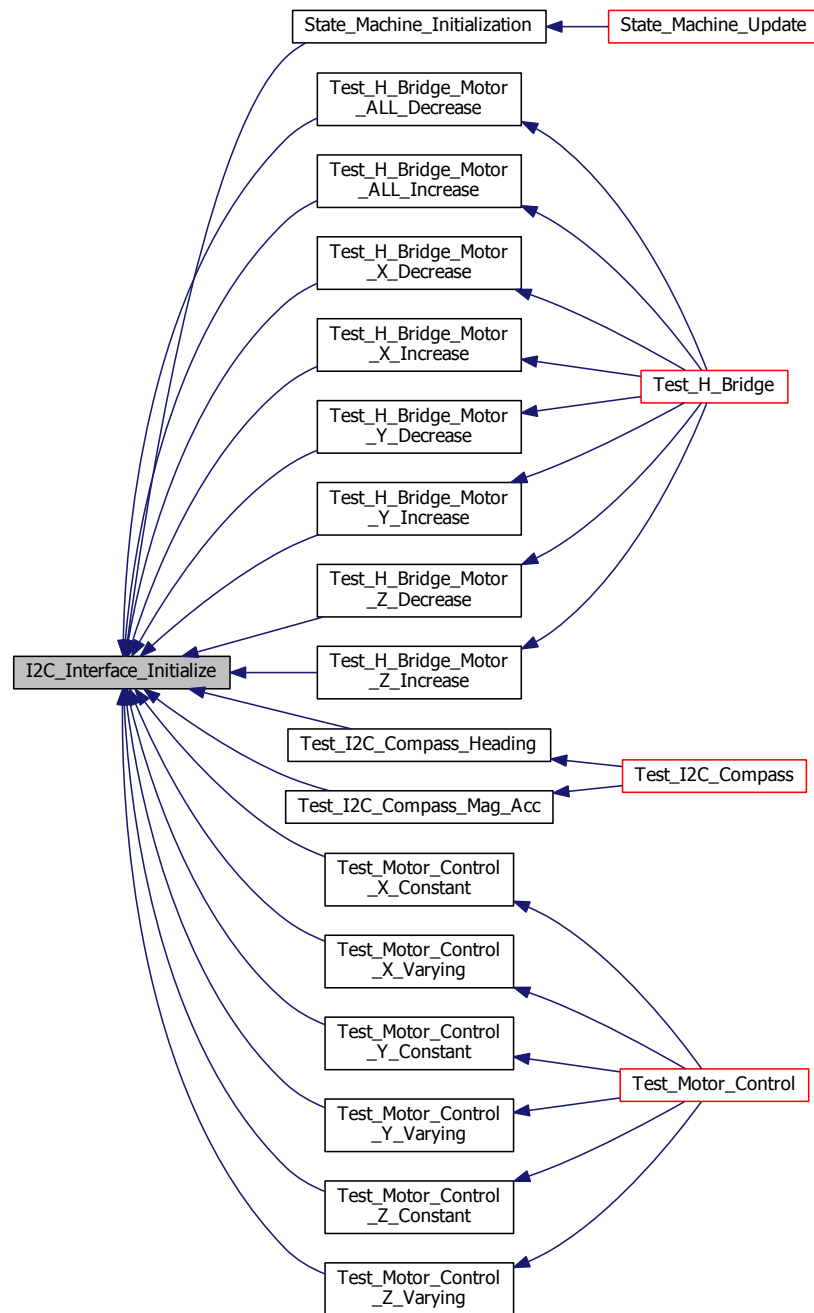 State_Machine_Initialization
State_Machine_Update
Test_H_Bridge_Motor
_ALL_Decrease
Test_H_Bridge_Motor
_ALL_Increase
Test_H_Bridge_Motor
_X_Decrease
Test_H_Bridge_Motor
_X_Increase
Test_H_Bridge
Test_H_Bridge_Motor
_Y_Decrease
Test_H_Bridge_Motor
_Y_Increase
Test_H_Bridge_Motor
_Z_Decrease
I2C_Interface_Initialize
Test_H_Bridge_Motor
_Z_Increase
Test_I2C_Compass_Heading
Test_I2C_Compass
Test_I2C_Compass_Mag_Acc
Test_Motor_Control
_X_Constant
Test_Motor_Control
_X_Varying
Test_Motor_Control
_Y_Constant
Test_Motor_Control
Test_Motor_Control
_Y_Varying
Test_Motor_Control
_Z_Constant
Test_Motor_Control
_Z_Varying